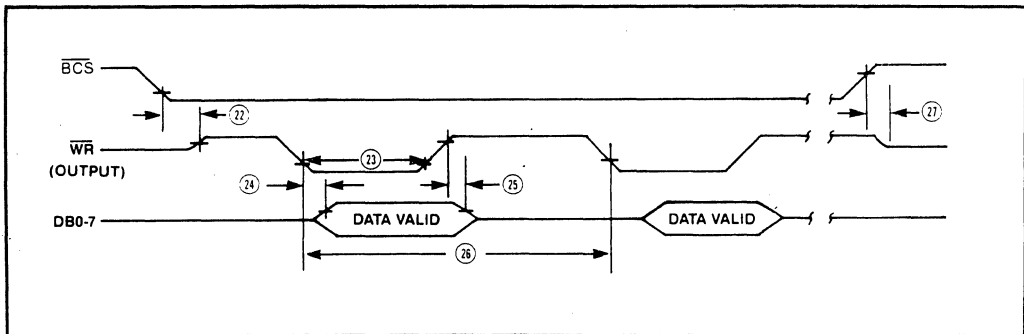 BCS
22
27
WR
(OUTPUT)
23
24
25
DB0-7
DATA VALID
DATA VALID
26